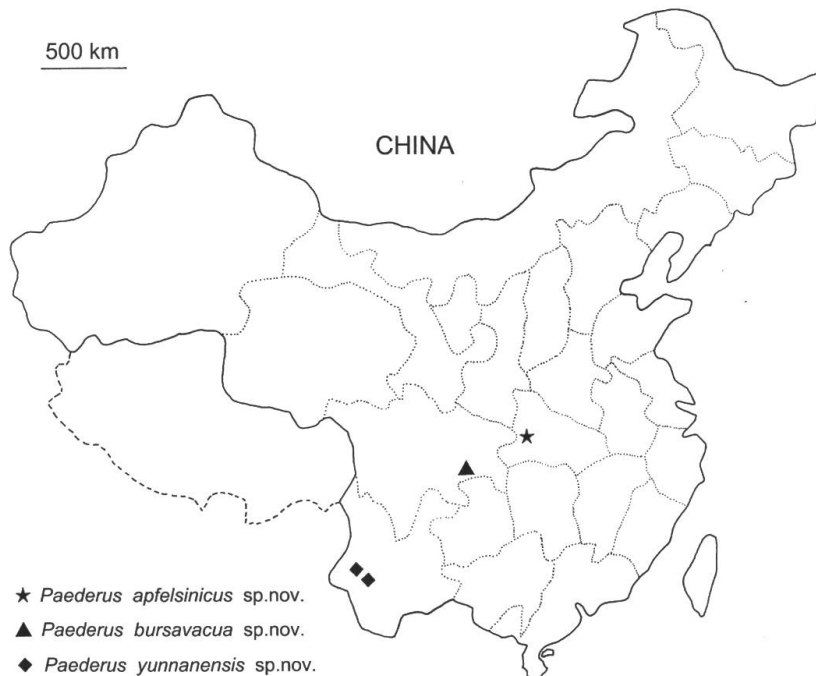 500 km
CHINA
★ Paederus apfelsinicus sp.nov.
▲ Paederus bursavacua sp.nov.
◆ Paederus yunnanensis sp.nov.